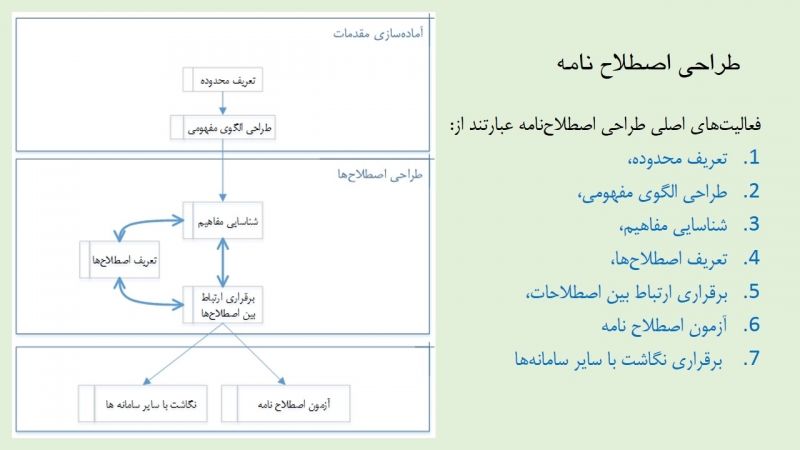 طراحی اصطلاح نامه
فعالیت‌های اصلی طراحی اصطلاح‌نامه عبارتند از:
1. تعریف محدوده،
2. طراحی الگوی مفهومی،
3. شناسایی مفاهیم،
4. تعریف اصطلاح‌ها،
5. برقراری ارتباط بین اصطلاحات،
6. آزمون اصطلاح نامه
7. برقراری نگاشت با سایر سامانه‌ها
آماده‌سازی مقدمات
تعریف محدوده
طراحی الگوی مفهومی
طراحی اصطلاح‌ها
شناسایی مفاهیم
تعریف اصطلاح‌ها
برقراری ارتباط
بین اصطلاح‌ها
آزمون اصطلاح نامه
نگاشت با سایر سامانه ها